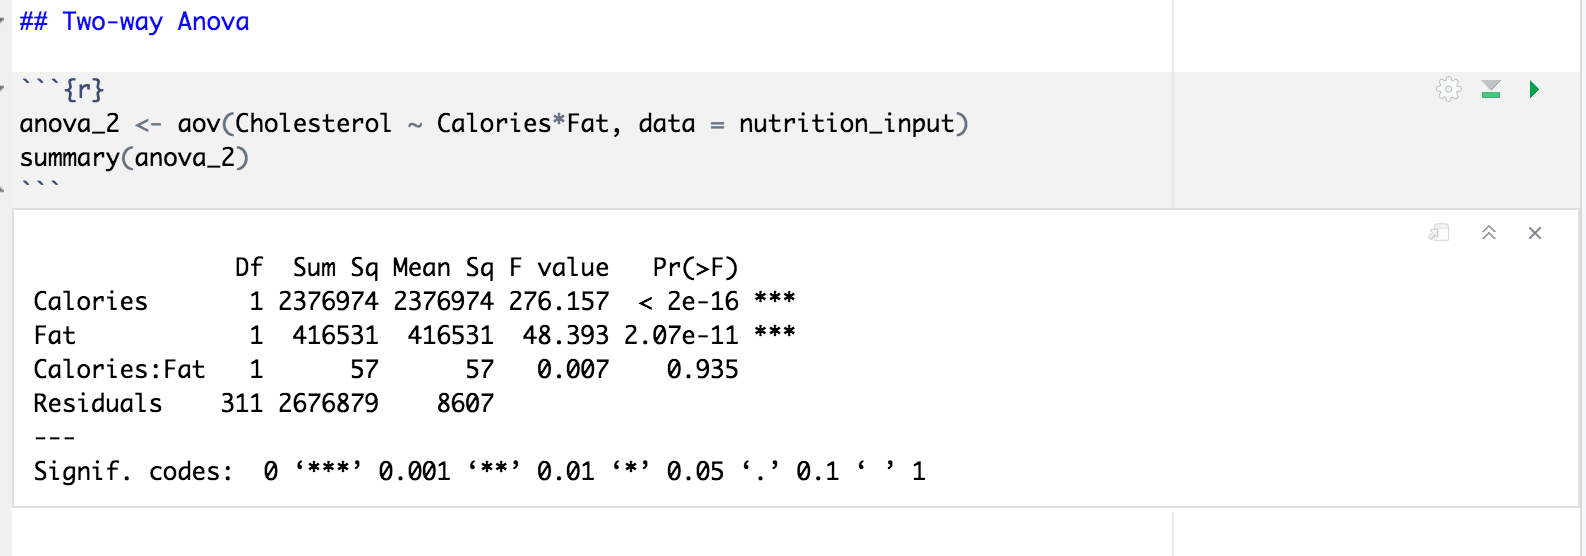 ## Two-way Anova
```{r}
anova_2 <- aov(Cholesterol ~ Calories*Fat, data = nutrition_input)
summary(anova_2)
```
Df Sum Sq Mean Sq F value Pr(>F)
Calories 1 2376974 2376974 276.157 < 2e-16 ***
Fat 1 416531 416531 48.393 2.07e-11 ***
Calories:Fat 1 57 57 0.007 0.935
Residuals 311 2676879 8607
---
Signif. codes: 0 ‘***’ 0.001 ‘**’ 0.01 ‘*’ 0.05 ‘.’ 0.1 ‘ ’ 1